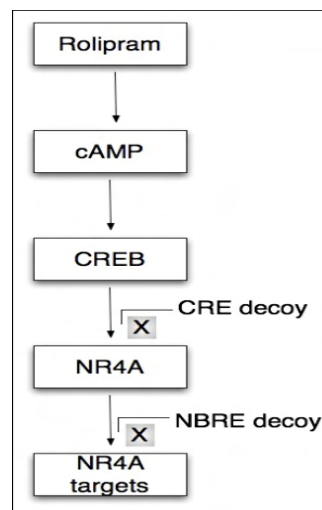 Rolipram
cAMP
CREB
CRE decoy
X
NR4A
NBRE decoy
X
NR4A
targets